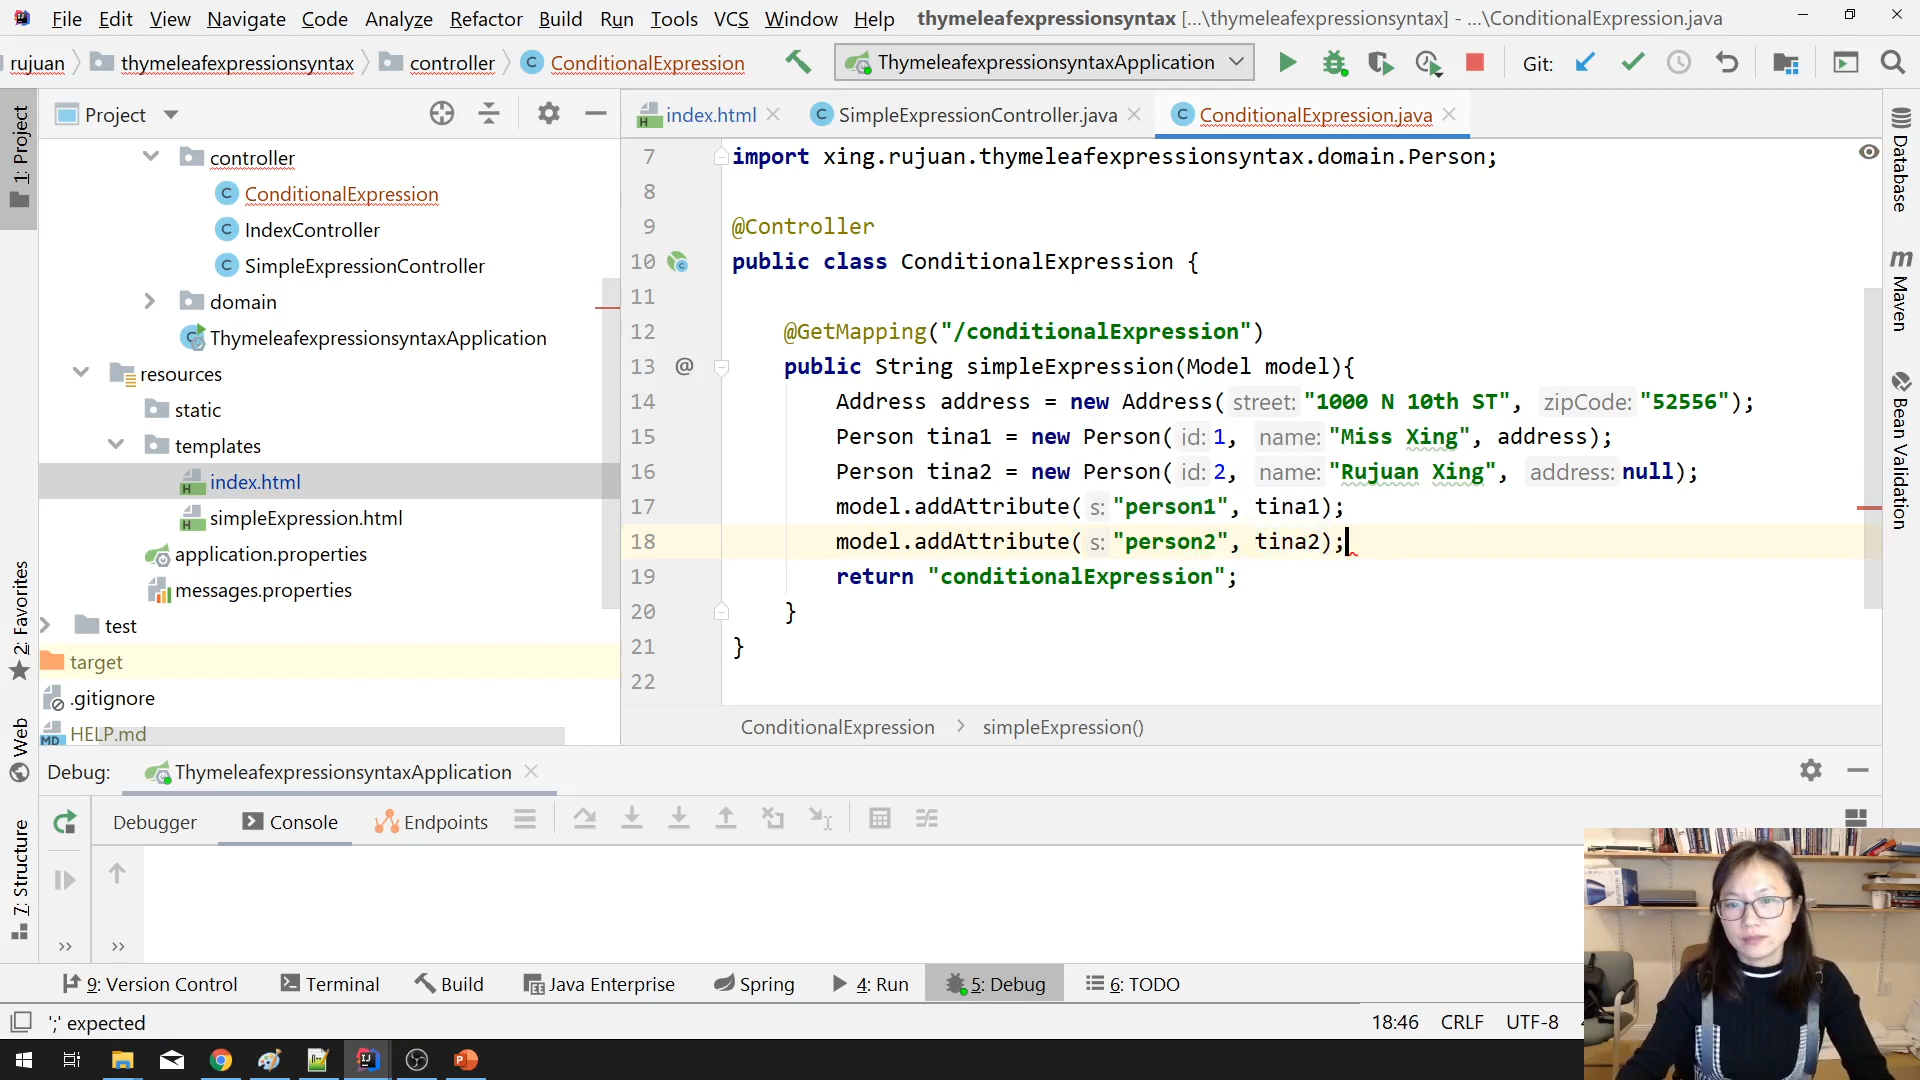 File Edit View Navigate Code Analyze Refactor Build Run Tools VCS Window Help thymeleafexpressionsyntax [...\thymeleafexpressionsyntax] - ...\ConditionalExpression.java
rujuan thymeleafexpressionsyntax controller ConditionalExpression ThymeleafexpressionsyntaxApplication Git:
Project
index.html SimpleExpressionController.java ConditionalExpression.java
1: Project
2: Favorites
Web
7: Structure
controller
ConditionalExpression
IndexController
SimpleExpressionController
domain
ThymeleafexpressionsyntaxApplication
resources
static
templates
index.html
simpleExpression.html
application.properties
messages.properties
test
target
.gitignore
HELP.md
7 import xing.rujuan.thymeleafexpressionsyntax.domain.Person;
8
9 @Controller
10 public class ConditionalExpression {
11
12 @GetMapping("/conditionalExpression")
13 public String simpleExpression(Model model){
14 Address address = new Address( street: "1000 N 10th ST", zipCode: "52556");
15 Person tina1 = new Person( id: 1, name: "Miss Xing", address);
16 Person tina2 = new Person( id: 2, name: "Rujuan Xing", address: null);
17 model.addAttribute( s: "person1", tina1);
18 model.addAttribute( s: "person2", tina2);
19 return "conditionalExpression";
20 }
21 }
22
ConditionalExpression simpleExpression()
Database
Maven
Bean Validation
Debug: ThymeleafexpressionsyntaxApplication
Debugger Console Endpoints
9: Version Control Terminal Build Java Enterprise Spring 4: Run 5: Debug 6: TODO
';' expected 18:46 CRLF UTF-8